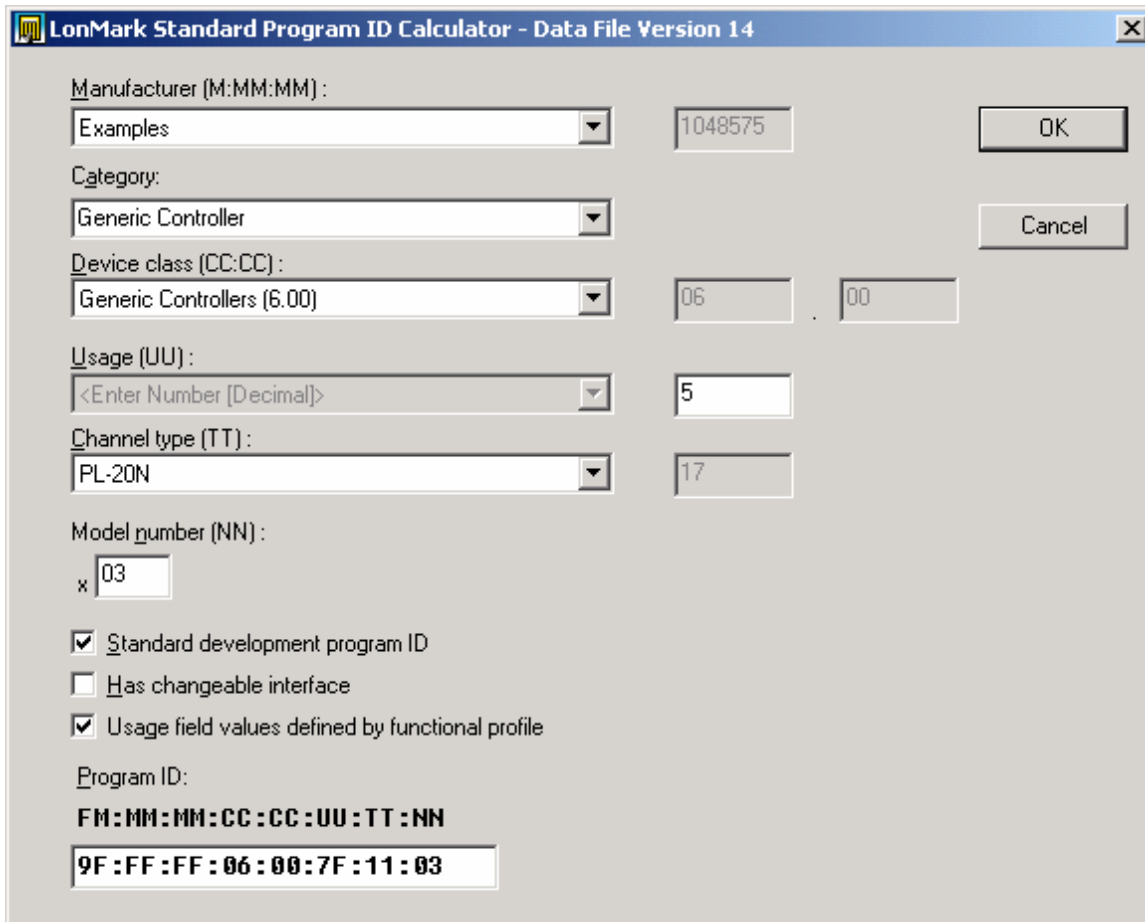 LonMark Standard Program ID Calculator - Data File Version 14
Manufacturer (M:MM:MM) :
Examples
1048575
OK
Category:
Generic Controller
Cancel
Device class (CC:CC) :
Generic Controllers (6.00)
06 . 00
Usage (UU) :
<Enter Number [Decimal]>
5
Channel type (TT) :
PL-20N
17
Model number (NN) :
x 03
Standard development program ID
Has changeable interface
Usage field values defined by functional profile
Program ID:
FM:MM:MM:CC:CC:UU:TT:NN
9F:FF:FF:06:00:7F:11:03